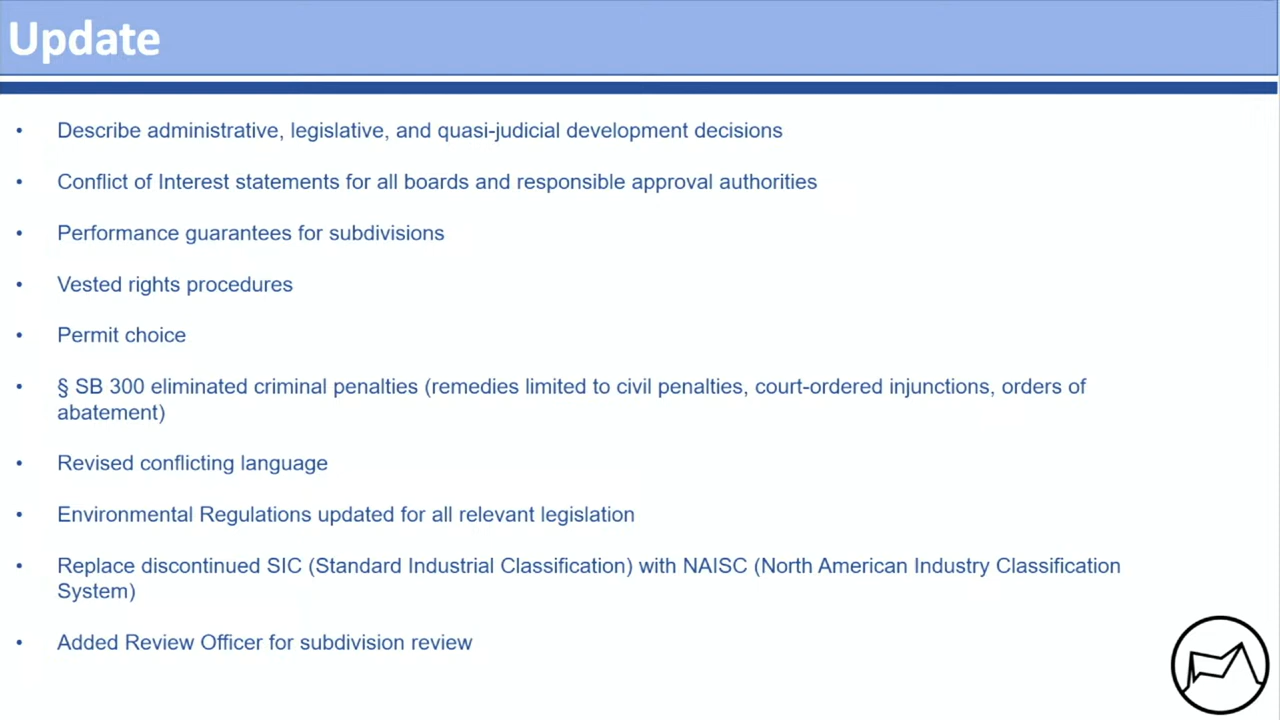 Update
• Describe administrative, legislative, and quasi-judicial development decisions
• Conflict of Interest statements for all boards and responsible approval authorities
• Performance guarantees for subdivisions
• Vested rights procedures
• Permit choice
• § SB 300 eliminated criminal penalties (remedies limited to civil penalties, court-ordered injunctions, orders of
abatement)
• Revised conflicting language
• Environmental Regulations updated for all relevant legislation
• Replace discontinued SIC (Standard Industrial Classification) with NAISC (North American Industry Classification
System)
• Added Review Officer for subdivision review